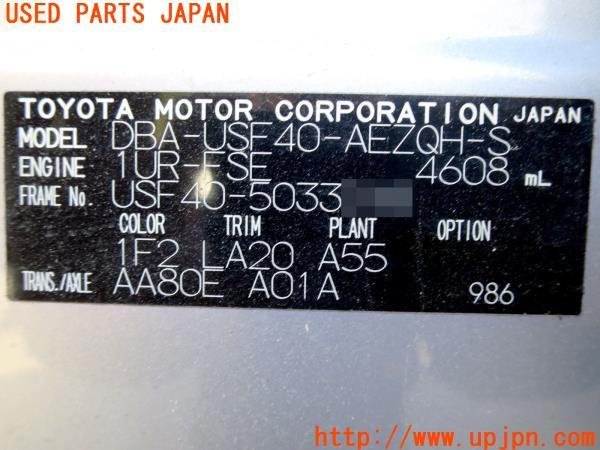 USED PARTS JAPAN
TOYOTA MOTOR CORPORATION JAPAN
MODEL DBA-USF40-AEZQH-S
ENGINE 1UR-FSE 4608 mL
FRAME No. USF40-5033
COLOR TRIM PLANT OPTION
1F2 LA20 A55
TRANS./AXLE AA80E A01A 986
http://www.upjpn.com